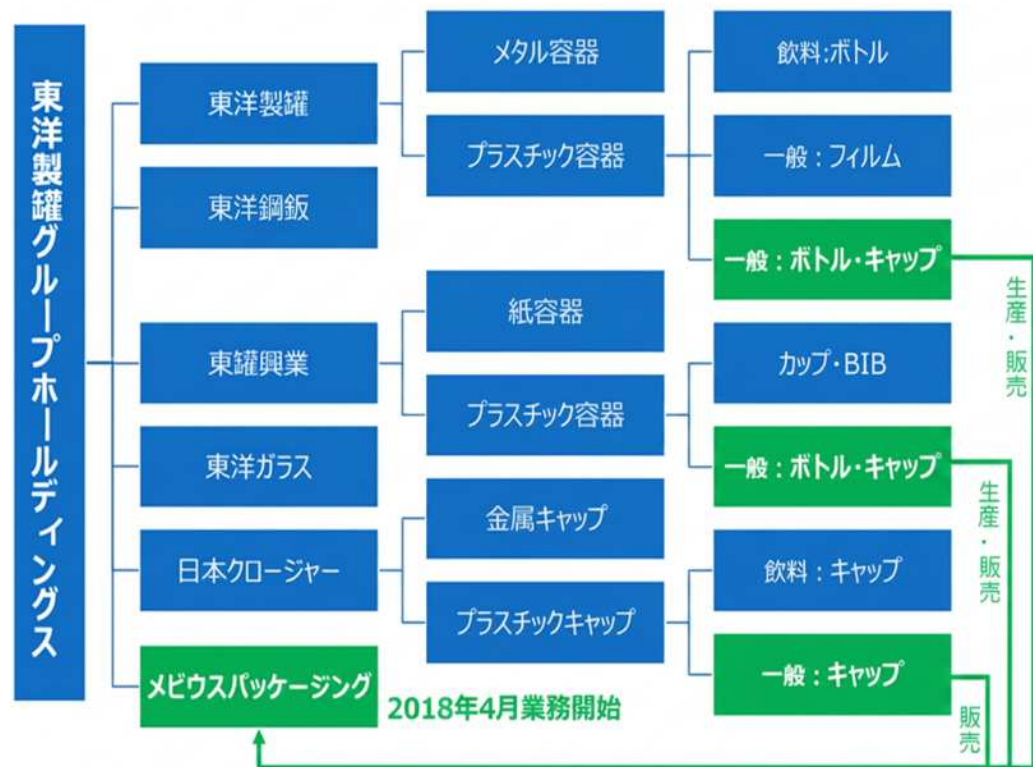 東洋製罐グループホールディングス
東洋製罐
東洋鋼鈑
東罐興業
東洋ガラス
日本クロージャー
メビウスパッケージング
2018年4月業務開始
メタル容器
プラスチック容器
紙容器
プラスチック容器
金属キャップ
プラスチックキャップ
飲料:ボトル
一般:フィルム
一般:ボトル・キャップ
カップ・BIB
一般:ボトル・キャップ
飲料:キャップ
一般:キャップ
生産・販売
生産・販売
販売